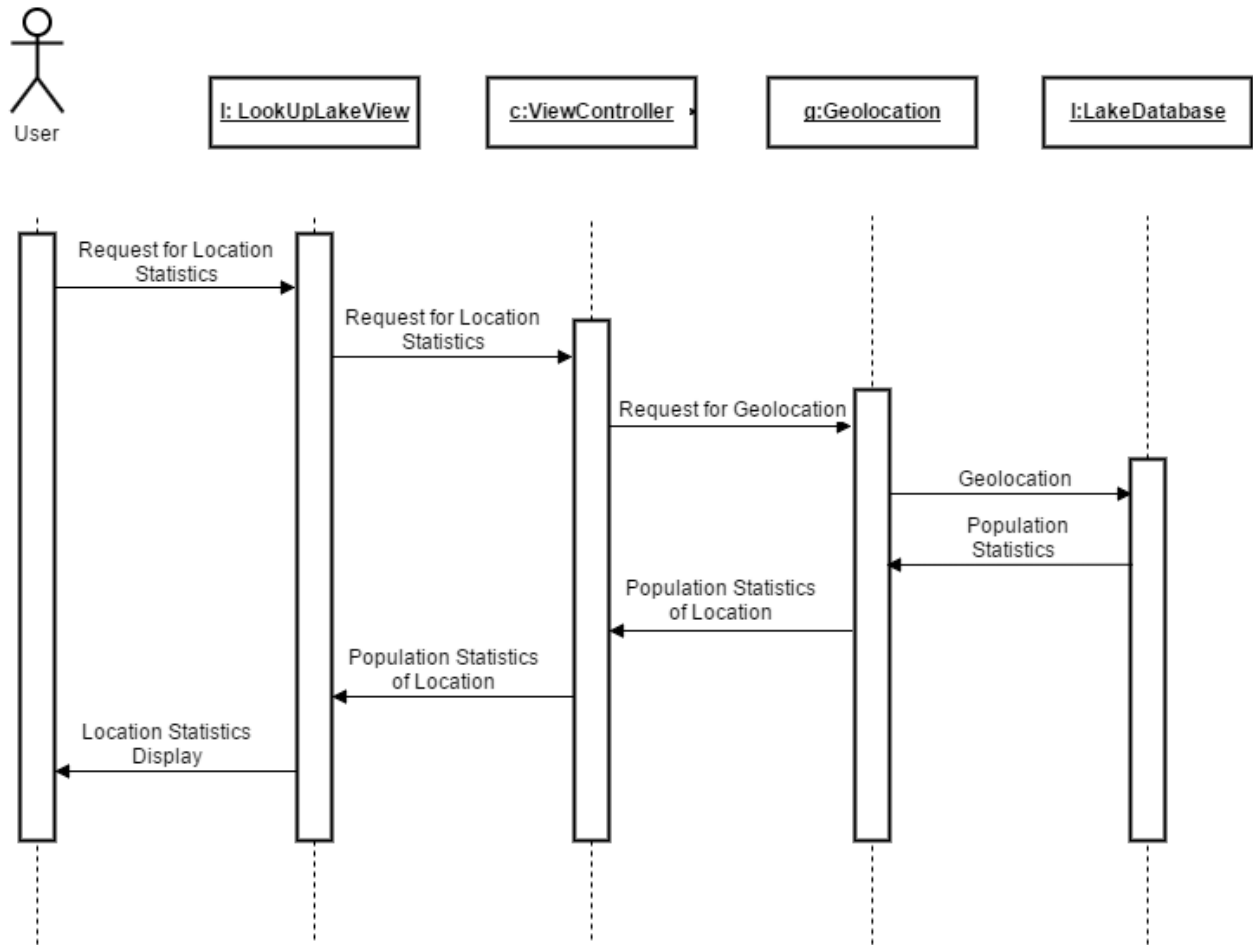 User
l: LookUpLakeView
c:ViewController
g:Geolocation
l:LakeDatabase
Request for Location
Statistics
Request for Location
Statistics
Request for Geolocation
Geolocation
Population
Statistics
Population Statistics
of Location
Population Statistics
of Location
Location Statistics
Display